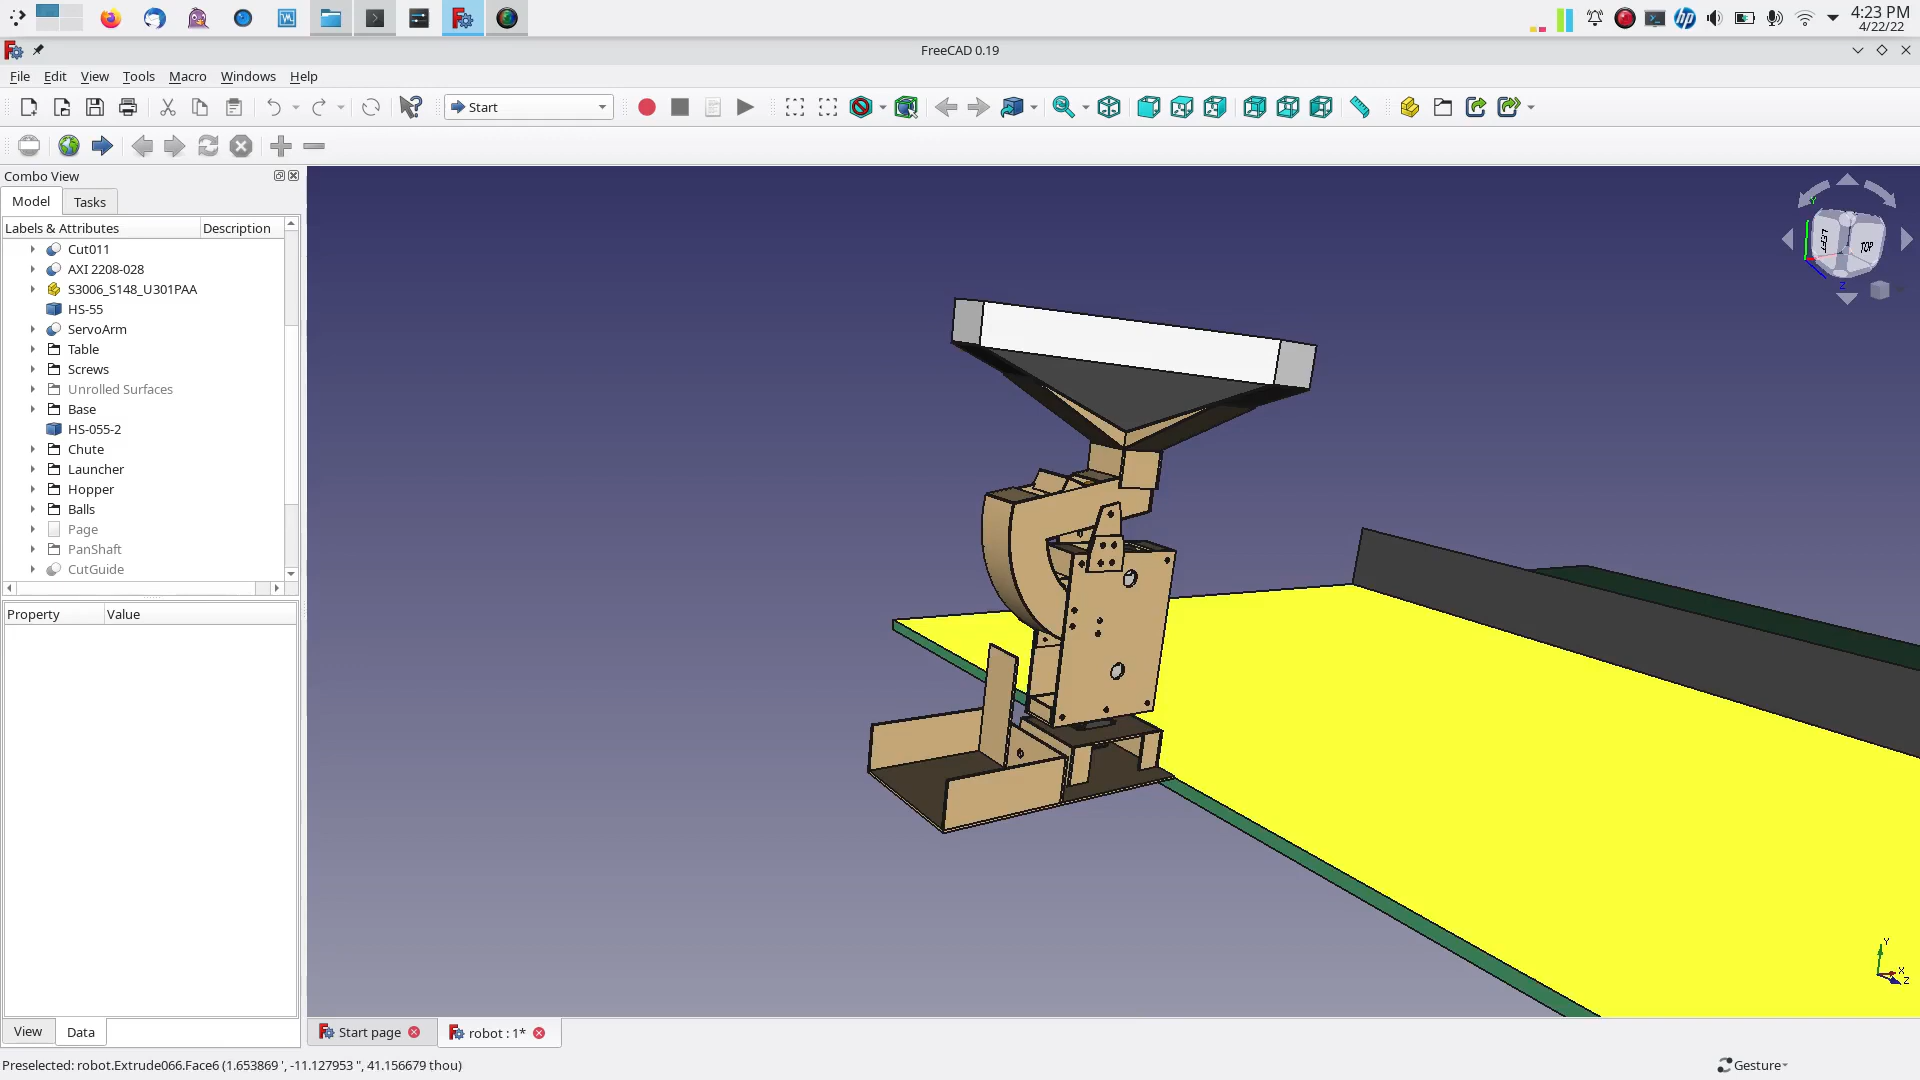 4:23 PM
4/22/22
FreeCAD 0.19
File Edit View Tools Macro Windows Help
Start
Combo View
Model Tasks
Labels & Attributes Description
Cut011
AXI 2208-028
S3006_S148_U301PAA
HS-55
ServoArm
Table
Screws
Unrolled Surfaces
Base
HS-055-2
Chute
Launcher
Hopper
Balls
Page
PanShaft
CutGuide
Property Value
View Data
Y
LEFT TOP
Z
Y
X
Z
Start page robot : 1*
Preselected: robot.Extrude066.Face6 (1.653869 ', -11.127953 ", 41.156679 thou) Gesture